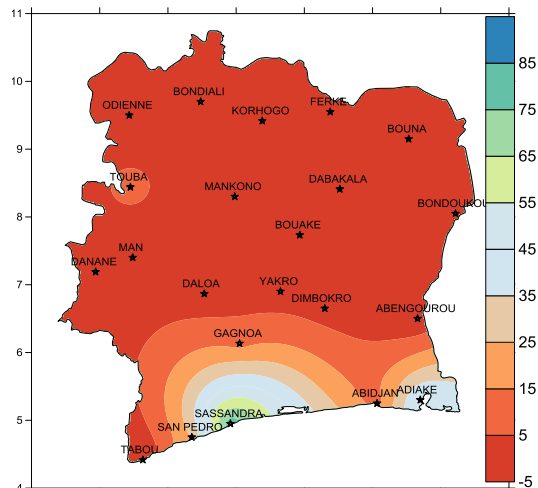 11
10
9
8
7
6
5
4
BONDIALI
ODIENNE
FERKE
KORHOGO
BOUNA
TOUBA
DABAKALA
MANKONO
BONDOUKOU
BOUAKE
MAN
DANANE
YAKRO
DALOA
DIMBOKRO
ABENGOUROU
GAGNOA
ADIAKE
ABIDJAN
SASSANDRA
SAN PEDRO
TABOU
85
75
65
55
45
35
25
15
5
-5